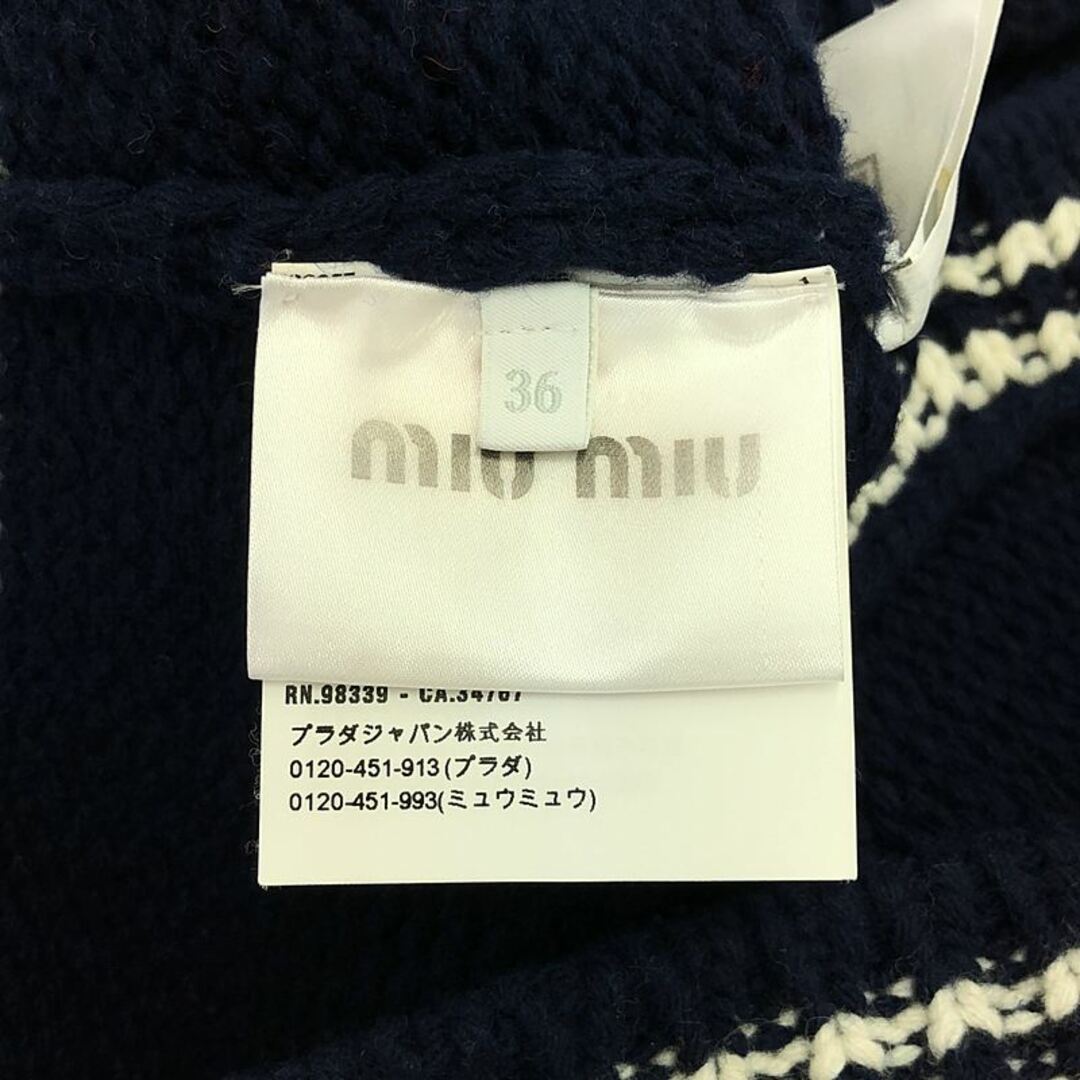 36
miu miu
RN.98339 - CA.34767
プラダジャパン株式会社
0120-451-913(プラダ)
0120-451-993(ミュウミュウ)